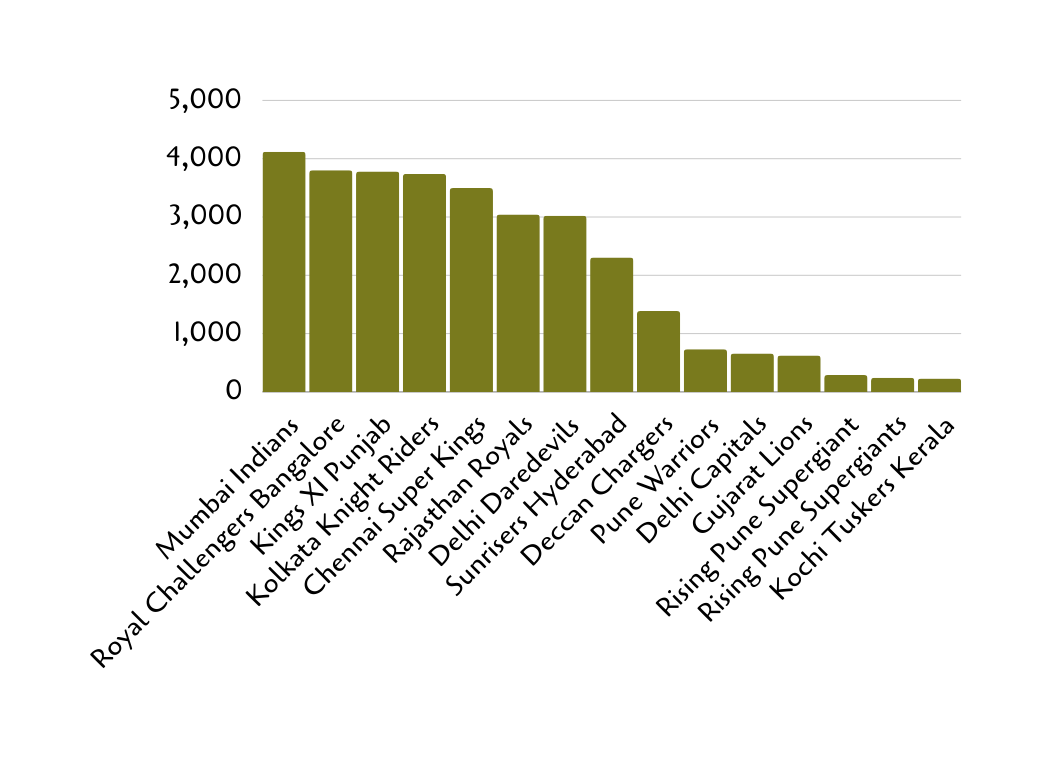 5,000
4,000
3,000
2,000
1,000
0
Mumbai Indians
Royal Challengers Bangalore
Kings XI Punjab
Kolkata Knight Riders
Chennai Super Kings
Rajasthan Royals
Delhi Daredevils
Sunrisers Hyderabad
Deccan Chargers
Pune Warriors
Delhi Capitals
Gujarat Lions
Rising Pune Supergiant
Rising Pune Supergiants
Kochi Tuskers Kerala